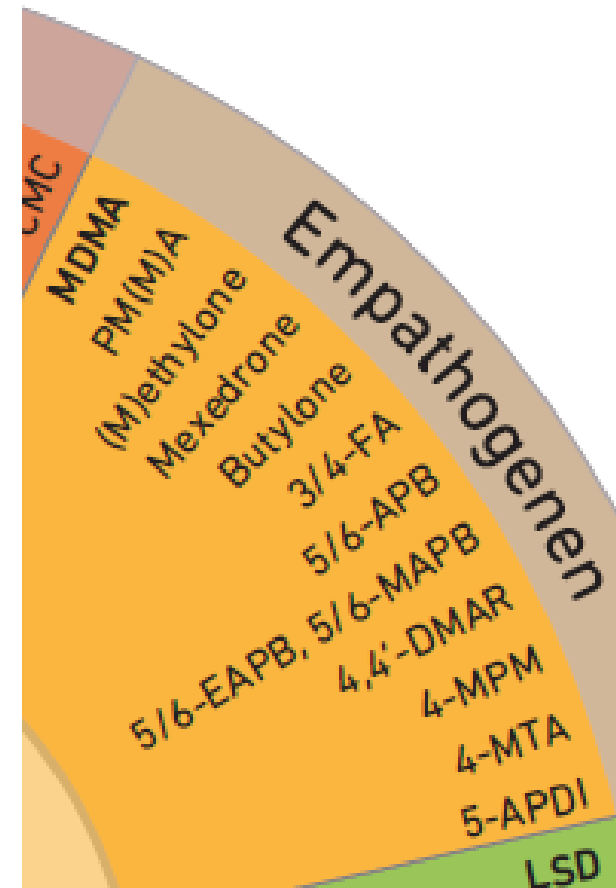 CMC
Empathogenen
MDMA
PM(M)A
(M)ethylone
Mexedrone
Butylone
3/4-FA
5/6-APB
5/6-EAPB, 5/6-MAPB
4,4'-DMAR
4-MPM
4-MTA
5-APDI
LSD